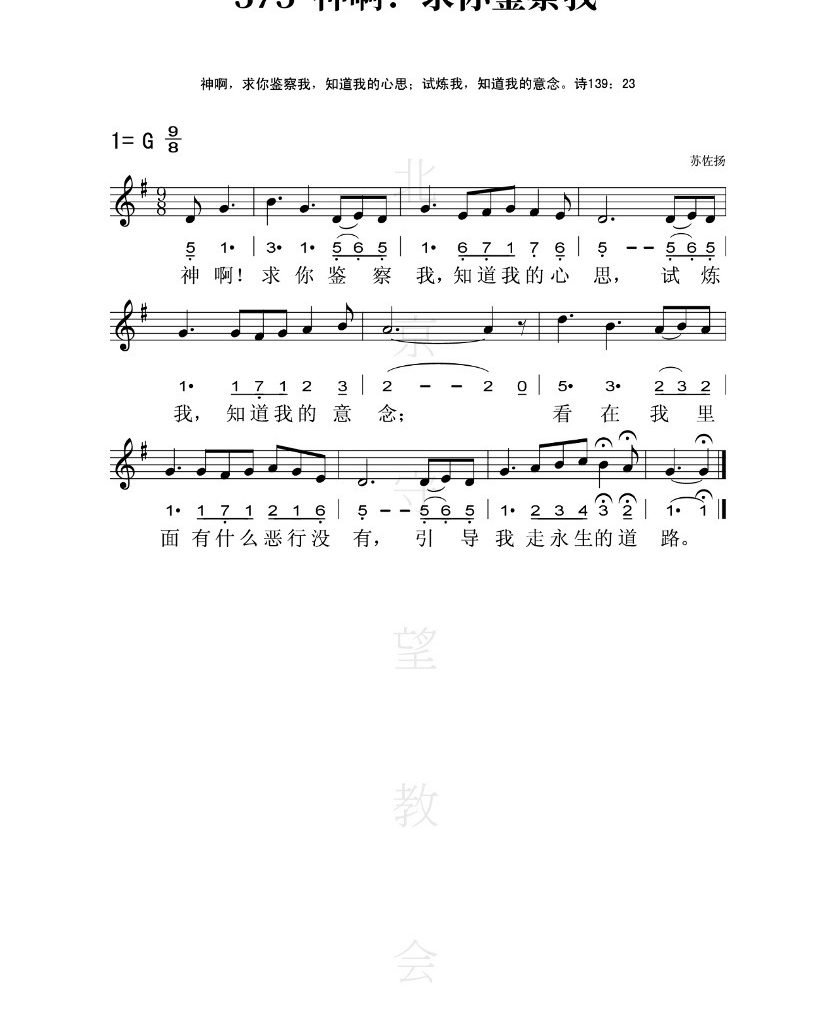 373 神啊！求你鉴察我
神啊，求你鉴察我，知道我的心思；试炼我，知道我的意念。诗139：23
1= G 9/8
苏佐扬
5 1• | 3• 1• 5 6 5 | 1• 6 7 1 7 6 | 5 – – 5 6 5
神 啊！ 求 你 鉴 察 我，知道我的心 思， 试 炼
1• 1 7 1 2 3 | 2 – – 2 0 | 5• 3• 2 3 2
我， 知道我的 意 念； 看 在 我 里
1• 1 7 1 2 1 6 | 5 – – 5 6 5 | 1• 2 3 4 3 2 | 1• 1
面 有什么恶行没 有， 引 导 我 走永生的道 路。
北
京
守
望
教
会